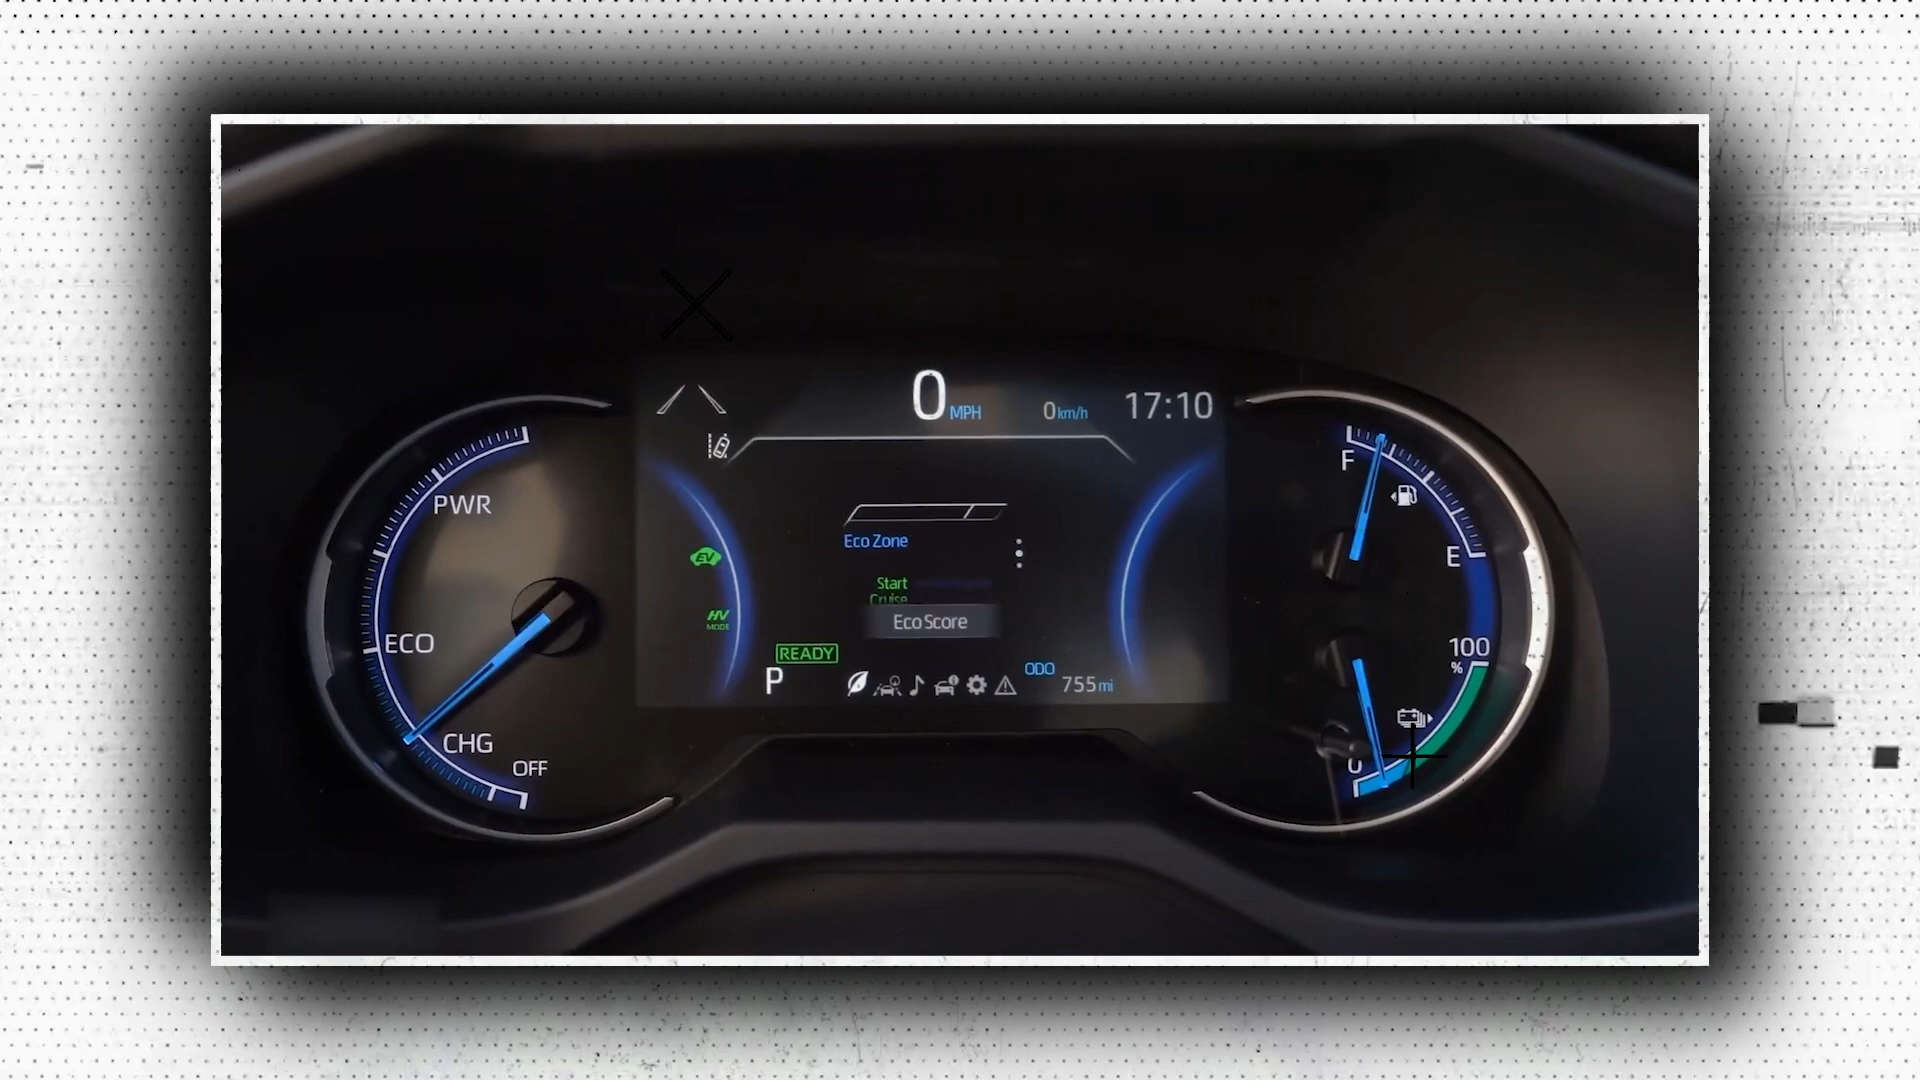 0 MPH
0 km/h
17:10
PWR
ECO
CHG
OFF
EV
HV
MODE
Eco Zone
Start
Cruise
Eco Score
READY
P
ODO
755 mi
F
E
100
%
0